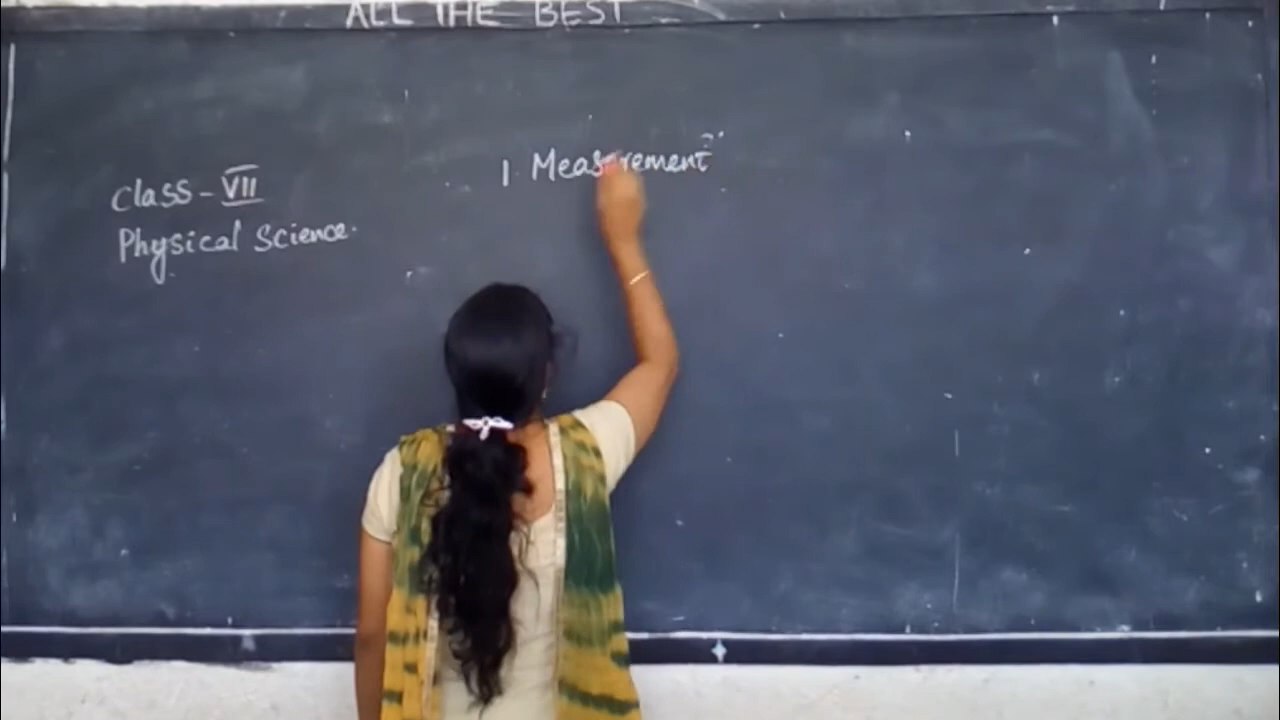 ALL THE BEST
Class - VII
Physical Science.
1. Measurement